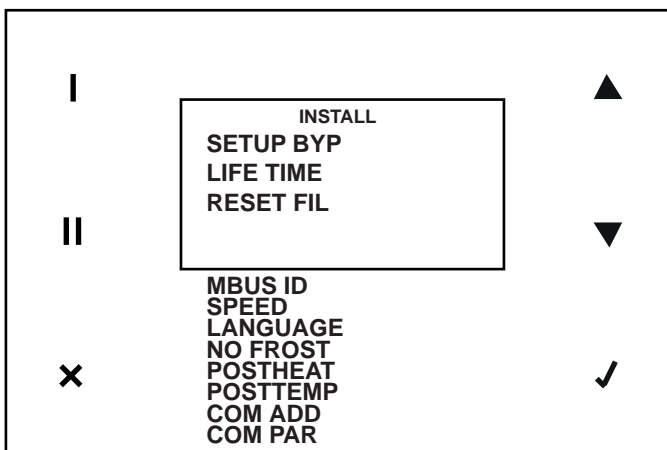 I
INSTALL
SETUP BYP
LIFE TIME
RESET FIL
II
MBUS ID
SPEED
LANGUAGE
NO FROST
POSTHEAT
POSTTEMP
COM ADD
COM PAR